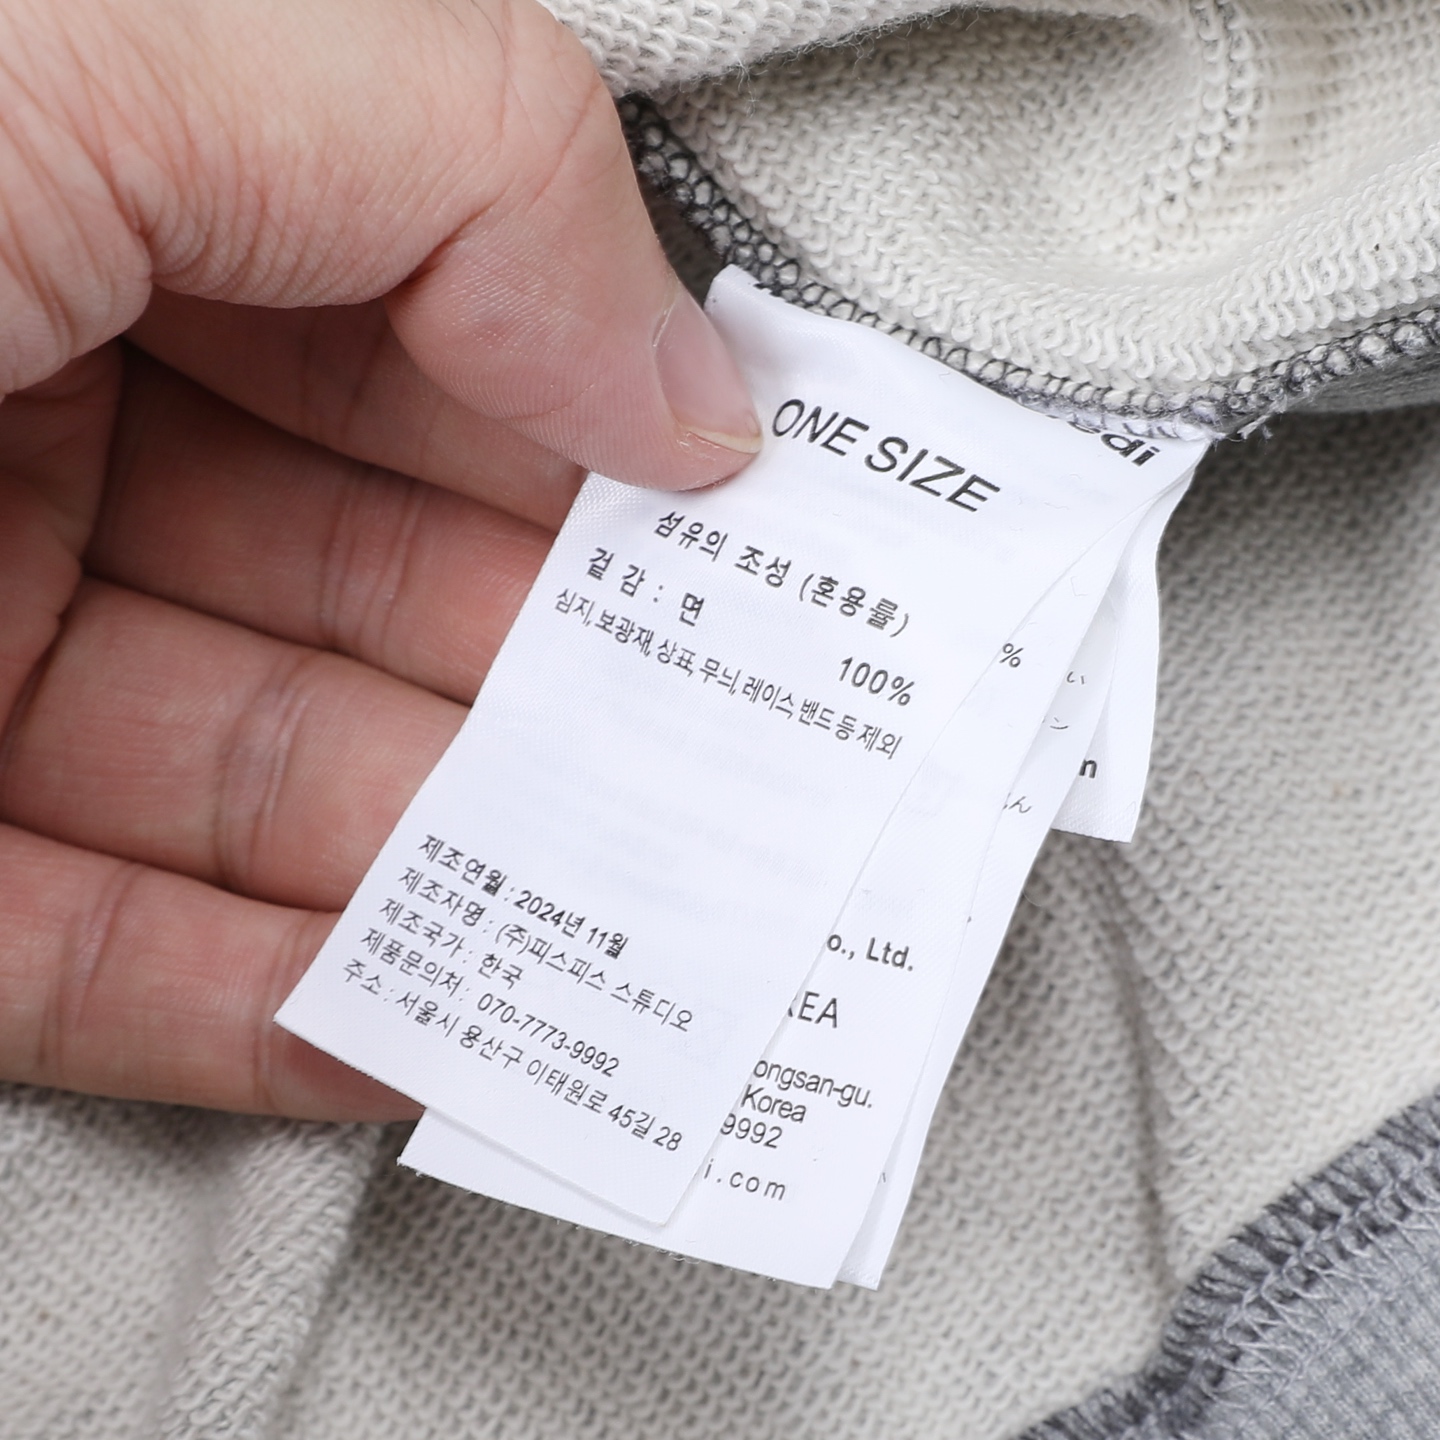 ONE SIZE
섬유의 조성 (혼용률)
겉 감 : 면
100%
심지, 보광재, 상표, 무늬, 레이스, 밴드 등 제외
제조연월 : 2024년 11월
제조자명 : (주)피스피스 스튜디오
제조국가 : 한국
제품문의처 : 070-7773-9992
주소 : 서울시 용산구 이태원로 45길 28
%
Ltd.
Korea
9992